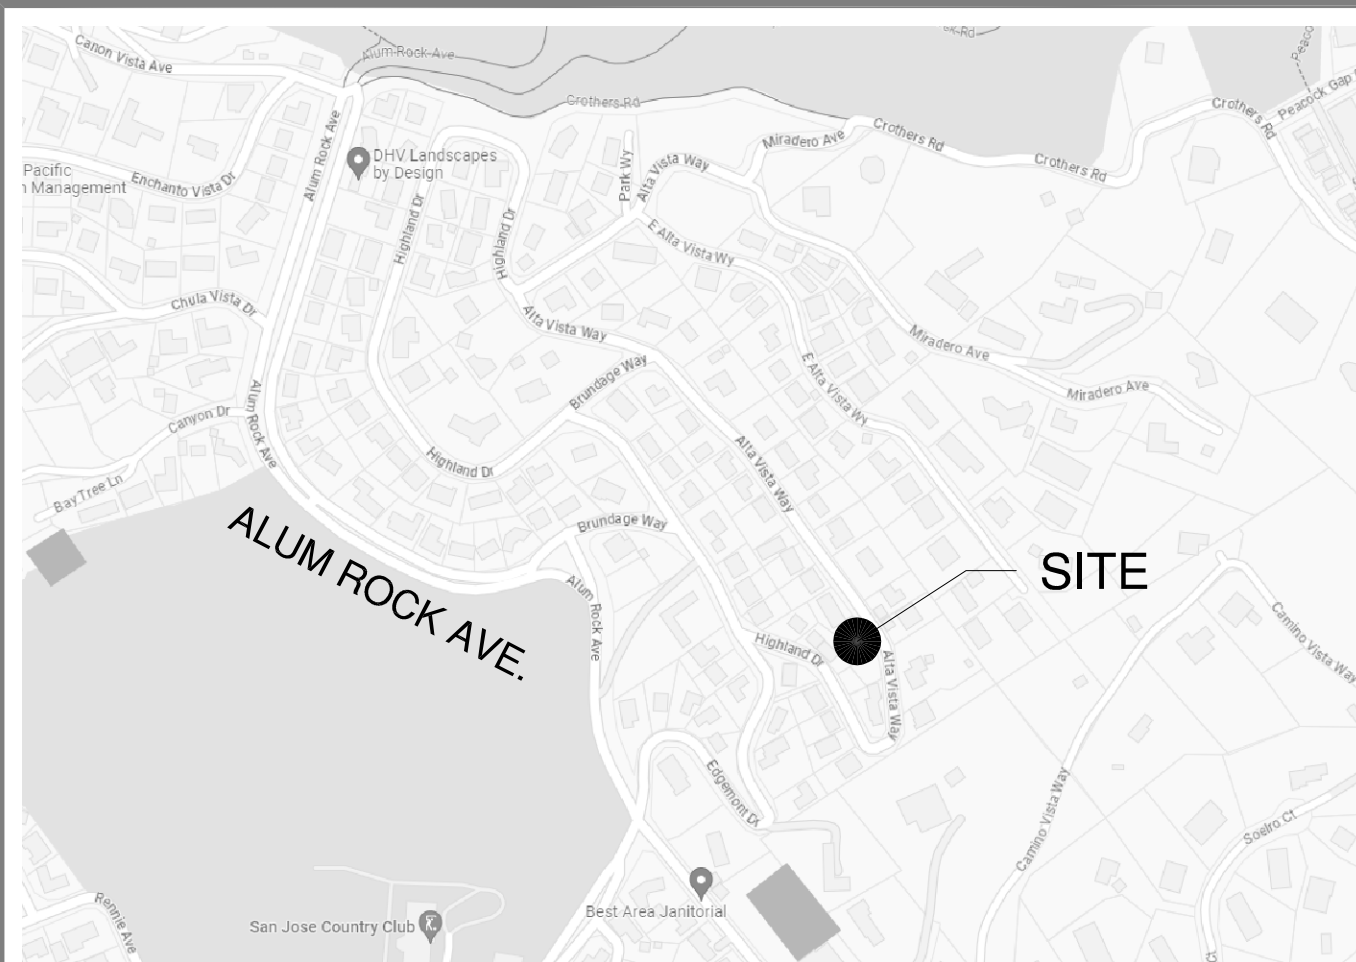 Canon Vista Ave
Alum Rock Ave
Crothers Rd
Peacock Gap
Crothers Rd
Crothers Rd
Crothers Rd
Miradero Ave
Alum Rock Ave
DHV Landscapes
by Design
Pacific
Management
Enchanto Vista Dr
Park Wy
Alta Vista Way
Highland Dr
Highland Dr
E Alta Vista Wy
Chula Vista Dr
Alta Vista Way
Miradero Ave
Brundage Way
E Alta Vista Wy
Miradero Ave
Alum Rock Ave
Canyon Dr
Highland Dr
Alta Vista Way
Bay Tree Ln
Brundage Way
ALUM ROCK AVE.
SITE
Alum Rock Ave
Camino Vista Way
Highland Dr
Alta Vista Way
Edgemont Dr
Camino Vista Way
Soelro Ct
Best Area Janitorial
San Jose Country Club
Rennie Ave
Ct